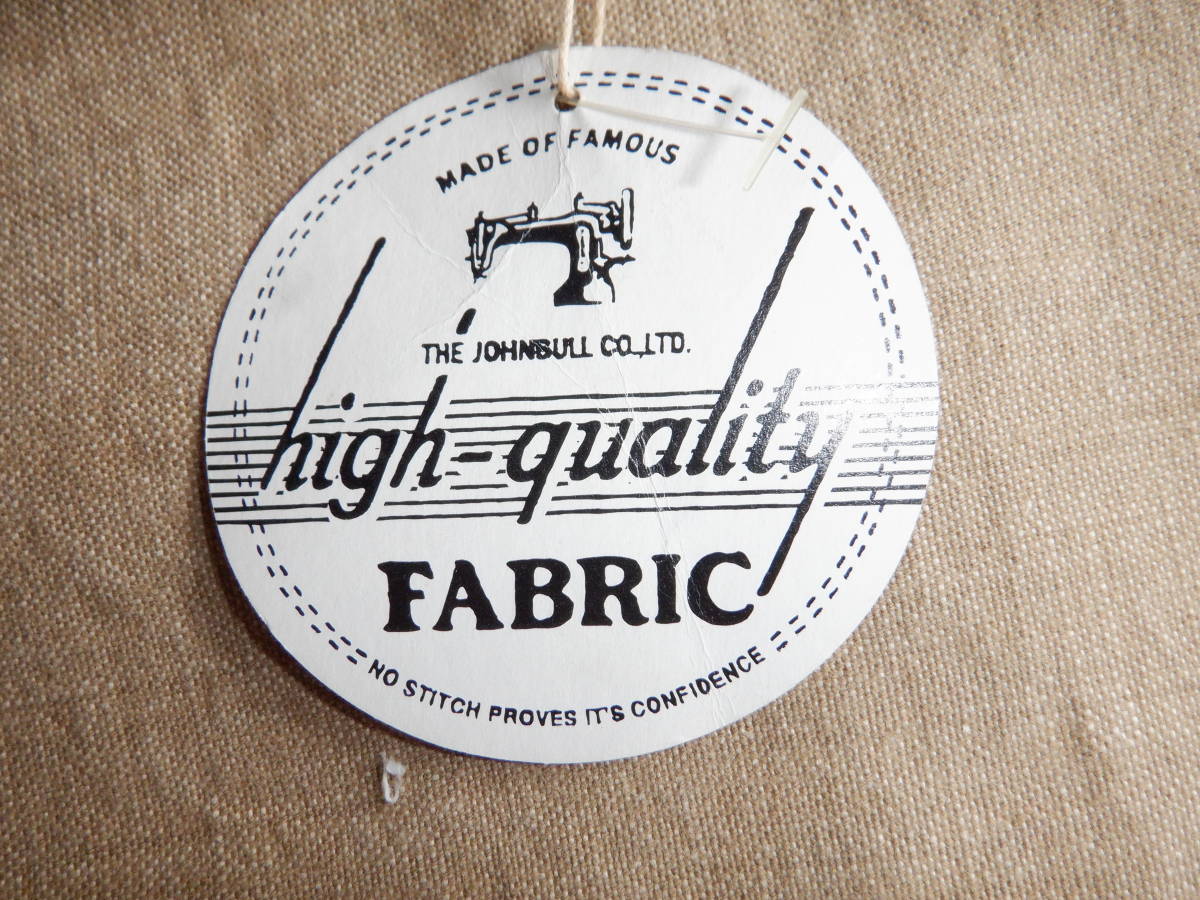 MADE OF FAMOUS
THE JOHNBULL CO.,LTD.
high-quality
FABRIC
NO STITCH PROVES IT'S CONFIDENCE